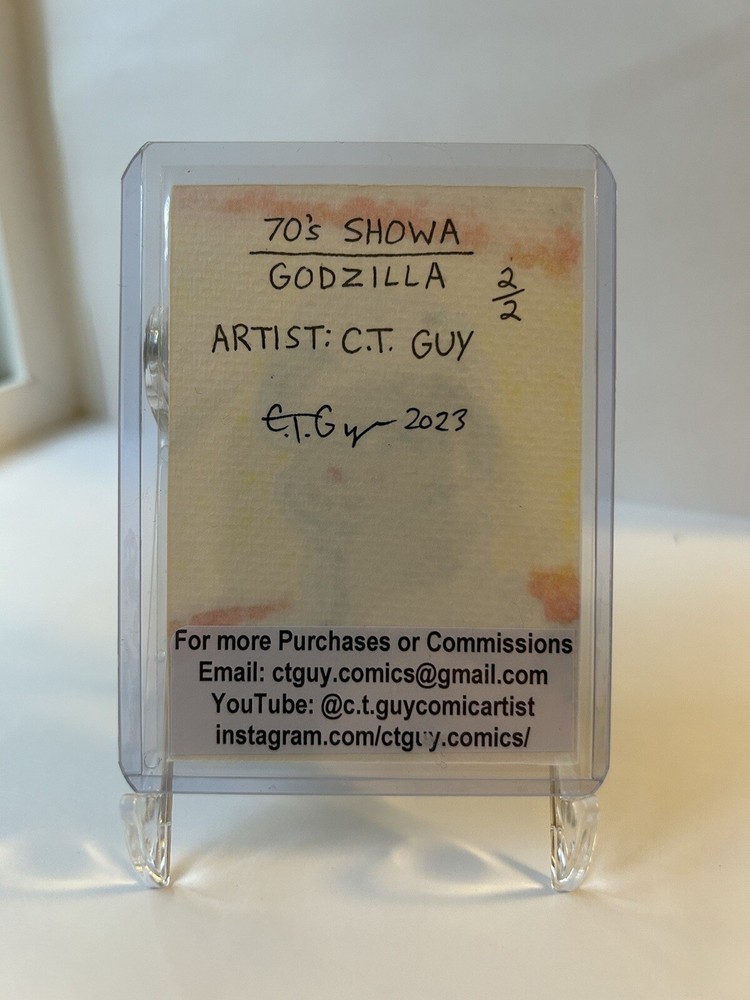 70's SHOWA
GODZILLA
2/2
ARTIST: C.T. GUY
C.T.Guy 2023
For more Purchases or Commissions
Email: ctguy.comics@gmail.com
YouTube: @c.t.guycomicartist
instagram.com/ctguy.comics/